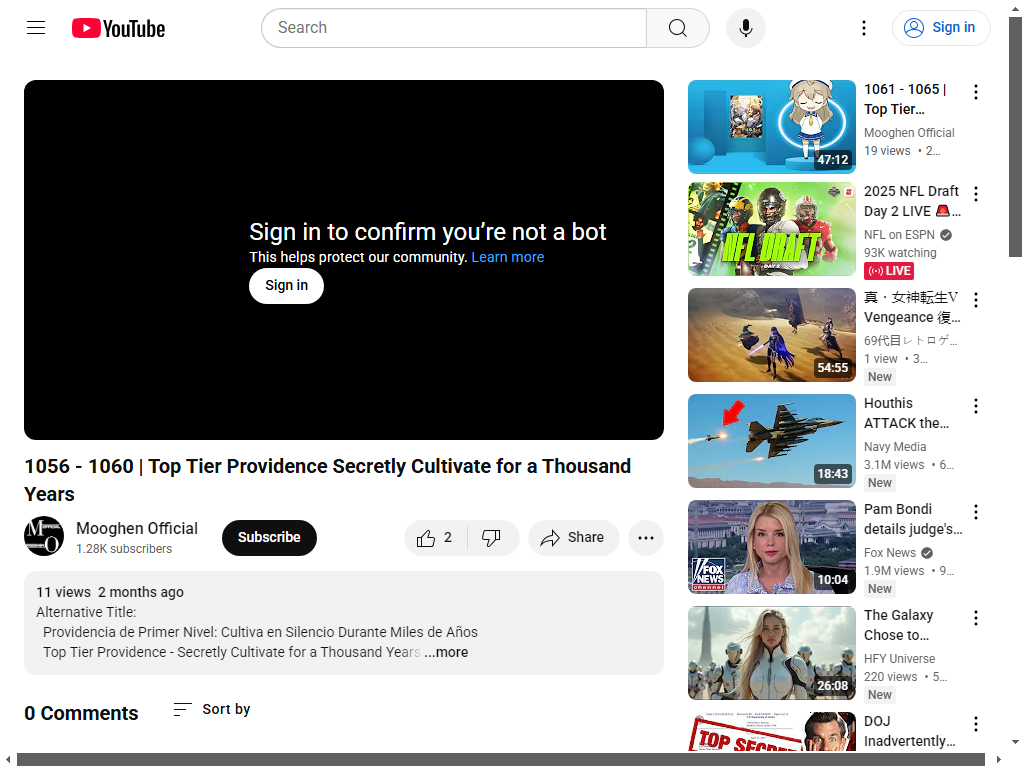 YouTube
Search
Sign in
Sign in to confirm you’re not a bot
This helps protect our community. Learn more
Sign in
1056 - 1060 | Top Tier Providence Secretly Cultivate for a Thousand
Years
Mooghen Official
1.28K subscribers
Subscribe
2
Share
11 views 2 months ago
Alternative Title:
Providencia de Primer Nivel: Cultiva en Silencio Durante Miles de Años
Top Tier Providence - Secretly Cultivate for a Thousand Years ...more
0 Comments
Sort by
47:12
1061 - 1065 |
Top Tier...
Mooghen Official
19 views • 2...
NFL DRAFT
DAY 2
2025 NFL Draft
Day 2 LIVE 🚨...
NFL on ESPN
93K watching
LIVE
54:55
真・女神転生V
Vengeance 復...
69代目レトロゲ...
1 view • 3...
New
18:43
Houthis
ATTACK the...
Navy Media
3.1M views • 6...
New
FOX
NEWS
channel
10:04
Pam Bondi
details judge's...
Fox News
1.9M views • 9...
New
26:08
The Galaxy
Chose to...
HFY Universe
220 views • 5...
New
TOP SECRET
DOJ
Inadvertently...